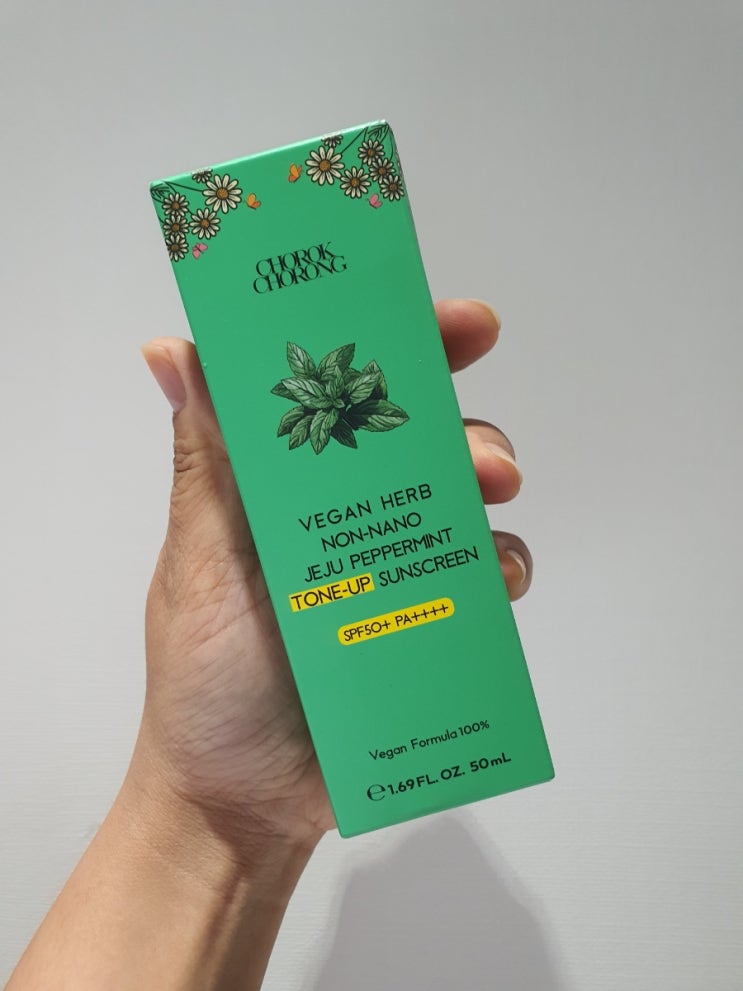 CHOROK
CHORONG
VEGAN HERB
NON-NANO
JEJU PEPPERMINT
TONE-UP SUNSCREEN
SPF50+ PA++++
Vegan Formula 100%
℮ 1.69 FL. OZ. 50 mL